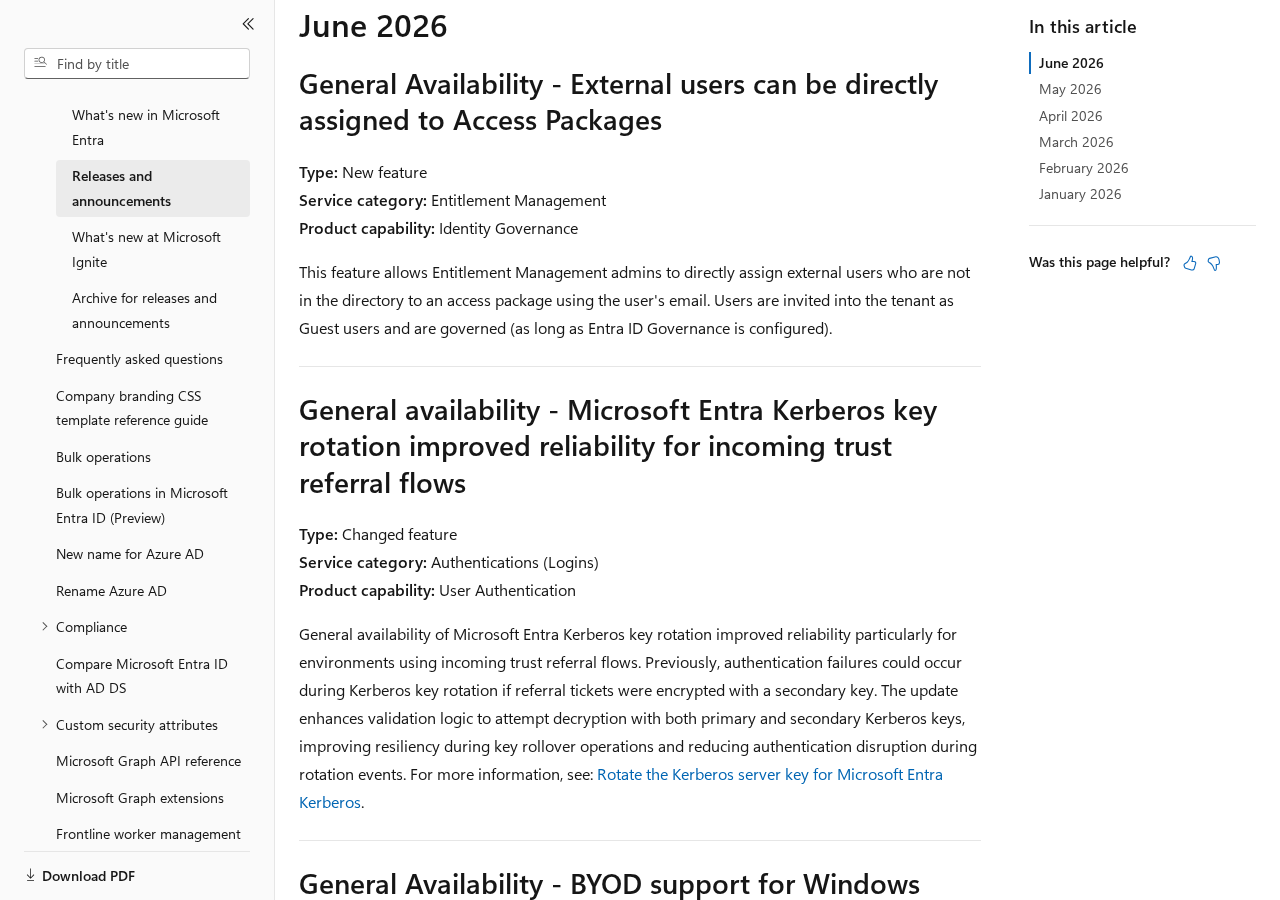 Find by title
What's new in Microsoft
Entra
Releases and
announcements
What's new at Microsoft
Ignite
Archive for releases and
announcements
Frequently asked questions
Company branding CSS
template reference guide
Bulk operations
Bulk operations in Microsoft
Entra ID (Preview)
New name for Azure AD
Rename Azure AD
Compliance
Compare Microsoft Entra ID
with AD DS
Custom security attributes
Microsoft Graph API reference
Microsoft Graph extensions
Frontline worker management
Download PDF
June 2026
General Availability - External users can be directly
assigned to Access Packages
Type: New feature
Service category: Entitlement Management
Product capability: Identity Governance
This feature allows Entitlement Management admins to directly assign external users who are not
in the directory to an access package using the user's email. Users are invited into the tenant as
Guest users and are governed (as long as Entra ID Governance is configured).
General availability - Microsoft Entra Kerberos key
rotation improved reliability for incoming trust
referral flows
Type: Changed feature
Service category: Authentications (Logins)
Product capability: User Authentication
General availability of Microsoft Entra Kerberos key rotation improved reliability particularly for
environments using incoming trust referral flows. Previously, authentication failures could occur
during Kerberos key rotation if referral tickets were encrypted with a secondary key. The update
enhances validation logic to attempt decryption with both primary and secondary Kerberos keys,
improving resiliency during key rollover operations and reducing authentication disruption during
rotation events. For more information, see: Rotate the Kerberos server key for Microsoft Entra
Kerberos.
General Availability - BYOD support for Windows
In this article
June 2026
May 2026
April 2026
March 2026
February 2026
January 2026
Was this page helpful?